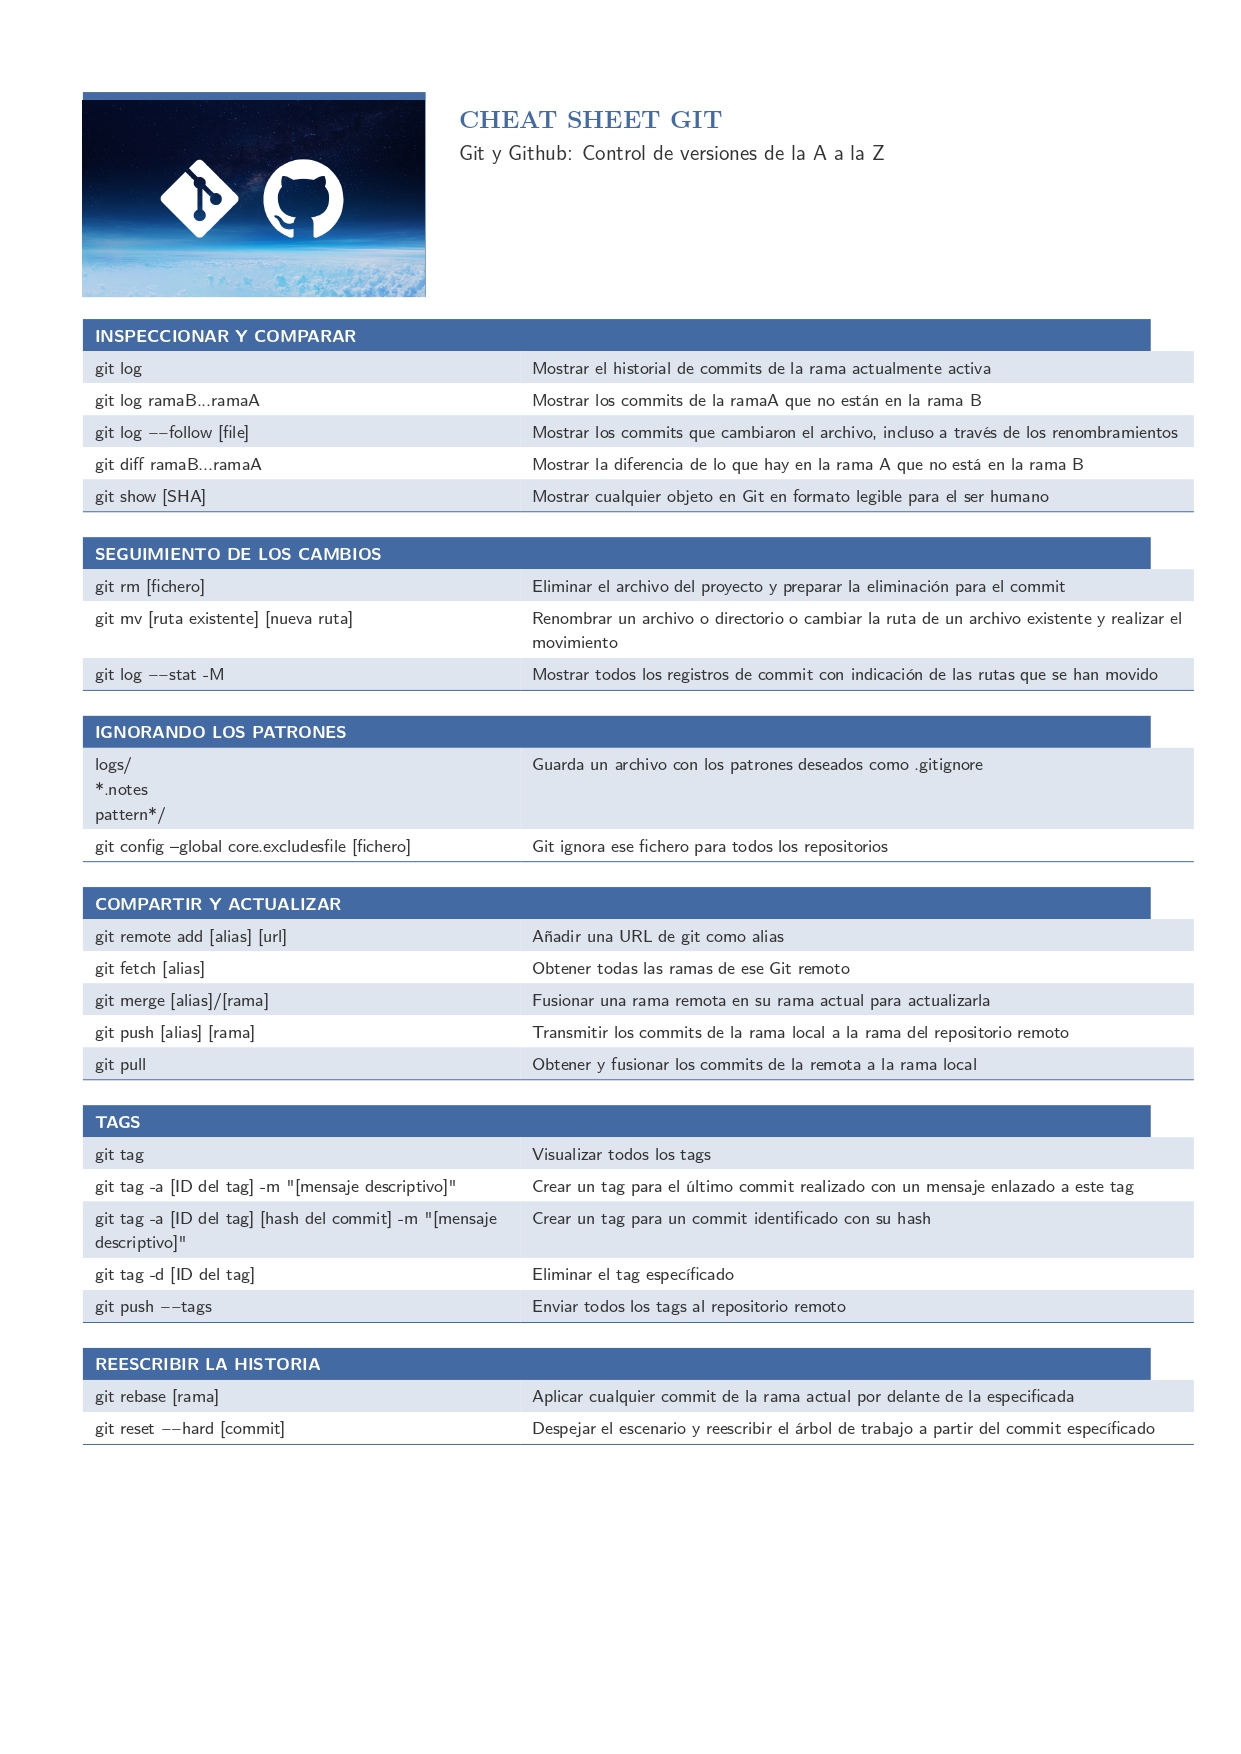 CHEAT SHEET GIT
Git y Github: Control de versiones de la A a la Z
INSPECCIONAR Y COMPARAR
git log
Mostrar el historial de commits de la rama actualmente activa
git log ramaB...ramaA
Mostrar los commits de la ramaA que no están en la rama B
git log −−follow [file]
Mostrar los commits que cambiaron el archivo, incluso a través de los renombramientos
git diff ramaB...ramaA
Mostrar la diferencia de lo que hay en la rama A que no está en la rama B
git show [SHA]
Mostrar cualquier objeto en Git en formato legible para el ser humano
SEGUIMIENTO DE LOS CAMBIOS
git rm [fichero]
Eliminar el archivo del proyecto y preparar la eliminación para el commit
git mv [ruta existente] [nueva ruta]
Renombrar un archivo o directorio o cambiar la ruta de un archivo existente y realizar el
movimiento
git log −−stat -M
Mostrar todos los registros de commit con indicación de las rutas que se han movido
IGNORANDO LOS PATRONES
logs/
*.notes
pattern*/
Guarda un archivo con los patrones deseados como .gitignore
git config –global core.excludesfile [fichero]
Git ignora ese fichero para todos los repositorios
COMPARTIR Y ACTUALIZAR
git remote add [alias] [url]
Añadir una URL de git como alias
git fetch [alias]
Obtener todas las ramas de ese Git remoto
git merge [alias]/[rama]
Fusionar una rama remota en su rama actual para actualizarla
git push [alias] [rama]
Transmitir los commits de la rama local a la rama del repositorio remoto
git pull
Obtener y fusionar los commits de la remota a la rama local
TAGS
git tag
Visualizar todos los tags
git tag -a [ID del tag] -m "[mensaje descriptivo]"
Crear un tag para el último commit realizado con un mensaje enlazado a este tag
git tag -a [ID del tag] [hash del commit] -m "[mensaje
descriptivo]"
Crear un tag para un commit identificado con su hash
git tag -d [ID del tag]
Eliminar el tag específicado
git push −−tags
Enviar todos los tags al repositorio remoto
REESCRIBIR LA HISTORIA
git rebase [rama]
Aplicar cualquier commit de la rama actual por delante de la especificada
git reset −−hard [commit]
Despejar el escenario y reescribir el árbol de trabajo a partir del commit específicado